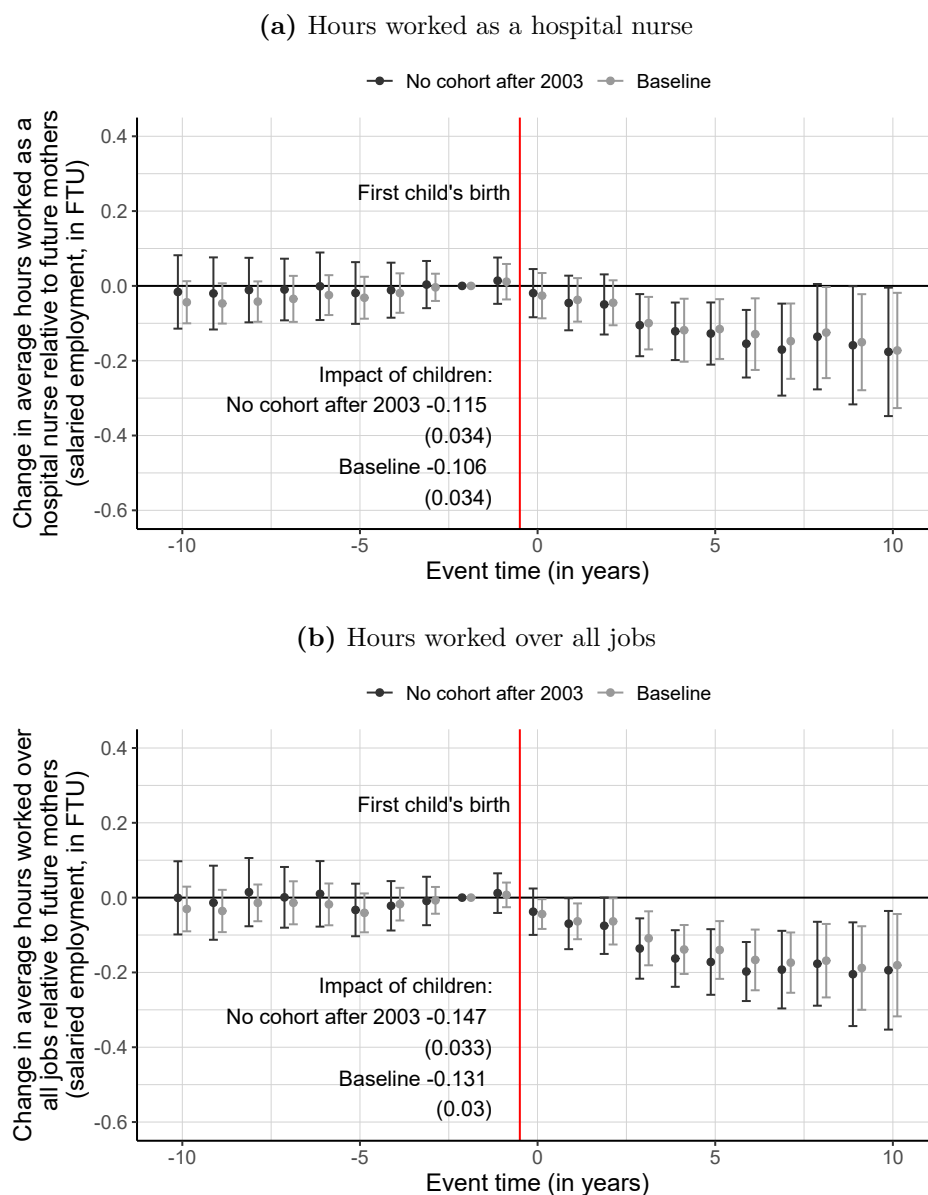 (a) Hours worked as a hospital nurse
No cohort after 2003 Baseline
Change in average hours worked as a
hospital nurse relative to future mothers
(salaried employment, in FTU)
0.4
0.2
0.0
-0.2
-0.4
-0.6
First child's birth
Impact of children:
No cohort after 2003 -0.115
(0.034)
Baseline -0.106
(0.034)
-10 -5 0 5 10
Event time (in years)
(b) Hours worked over all jobs
No cohort after 2003 Baseline
Change in average hours worked over
all jobs relative to future mothers
(salaried employment, in FTU)
0.4
0.2
0.0
-0.2
-0.4
-0.6
First child's birth
Impact of children:
No cohort after 2003 -0.147
(0.033)
Baseline -0.131
(0.03)
-10 -5 0 5 10
Event time (in years)